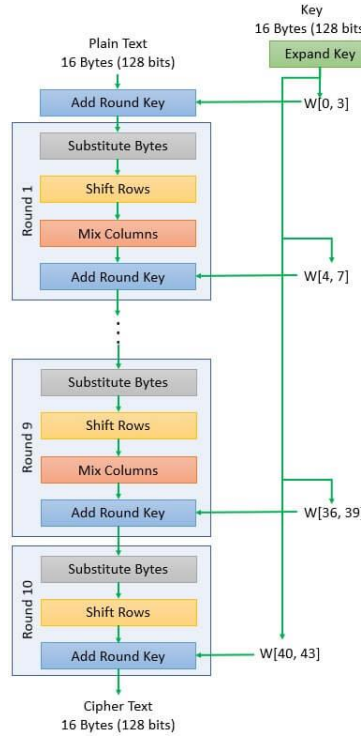 Key
16 Bytes (128 bits)
Expand Key
Plain Text
16 Bytes (128 bits)
Add Round Key
W[0, 3]
Round 1
Substitute Bytes
Shift Rows
Mix Columns
Add Round Key
W[4, 7]
Round 9
Substitute Bytes
Shift Rows
Mix Columns
Add Round Key
W[36, 39]
Round 10
Substitute Bytes
Shift Rows
Add Round Key
W[40, 43]
Cipher Text
16 Bytes (128 bits)